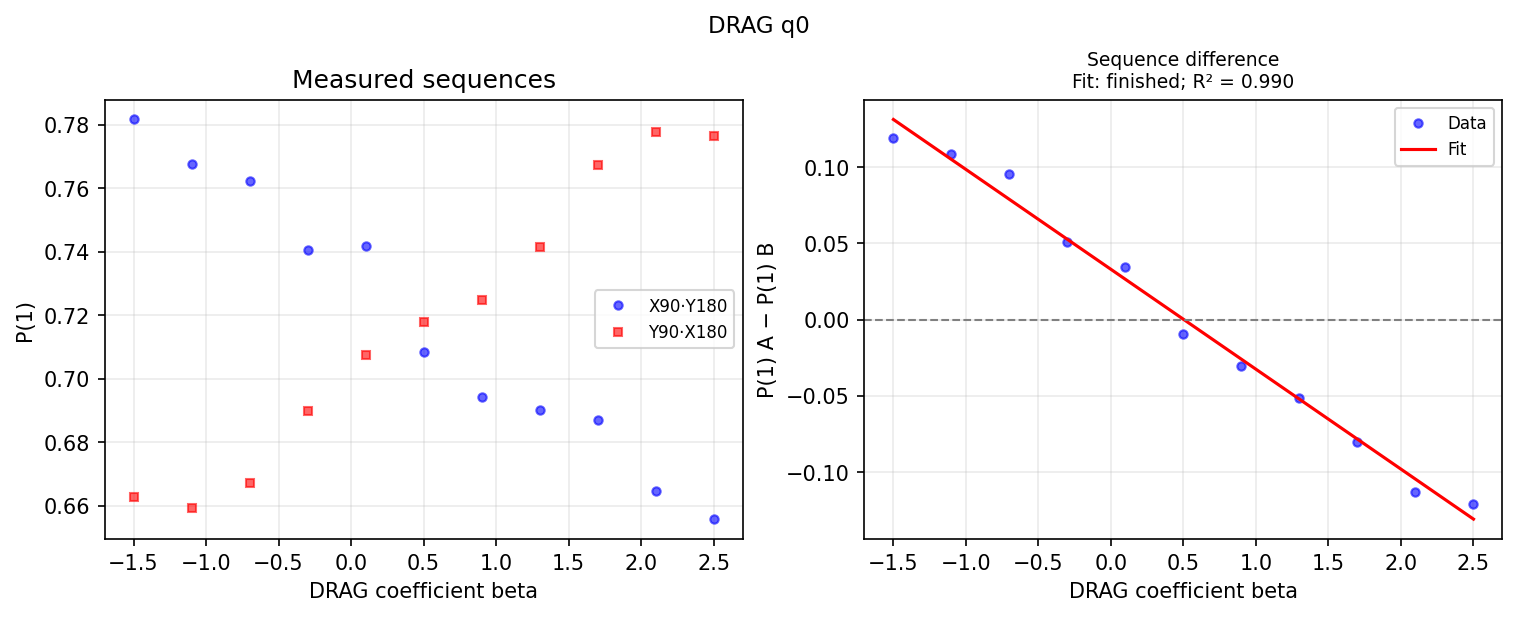 DRAG q0
Measured sequences
P(1)
0.78
0.76
0.74
0.72
0.70
0.68
0.66
X90·Y180
Y90·X180
−1.5 −1.0 −0.5 0.0 0.5 1.0 1.5 2.0 2.5
DRAG coefficient beta
Sequence difference
Fit: finished; R² = 0.990
P(1) A − P(1) B
0.10
0.05
0.00
−0.05
−0.10
Data
Fit
−1.5 −1.0 −0.5 0.0 0.5 1.0 1.5 2.0 2.5
DRAG coefficient beta